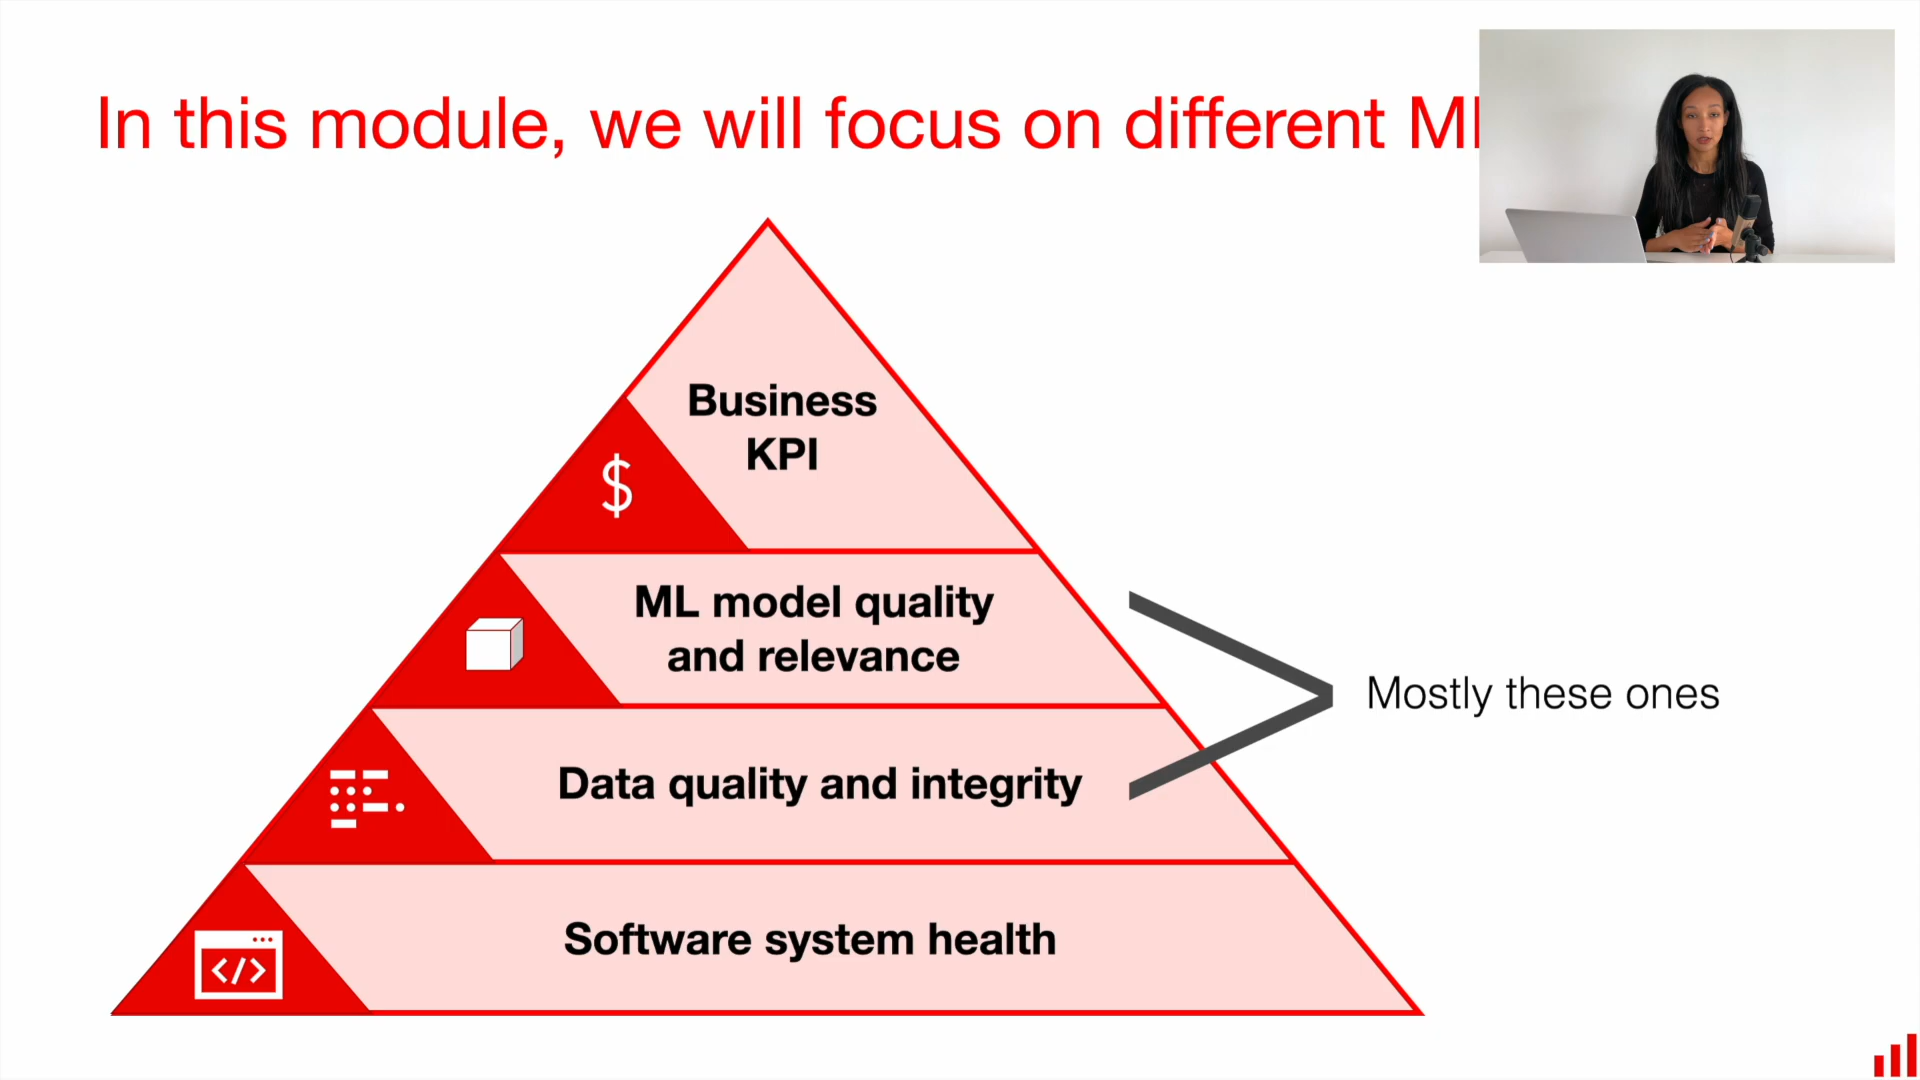 In this module, we will focus on different
Business
KPI
$
ML model quality
and relevance
Mostly these ones
Data quality and integrity
Software system health
</>